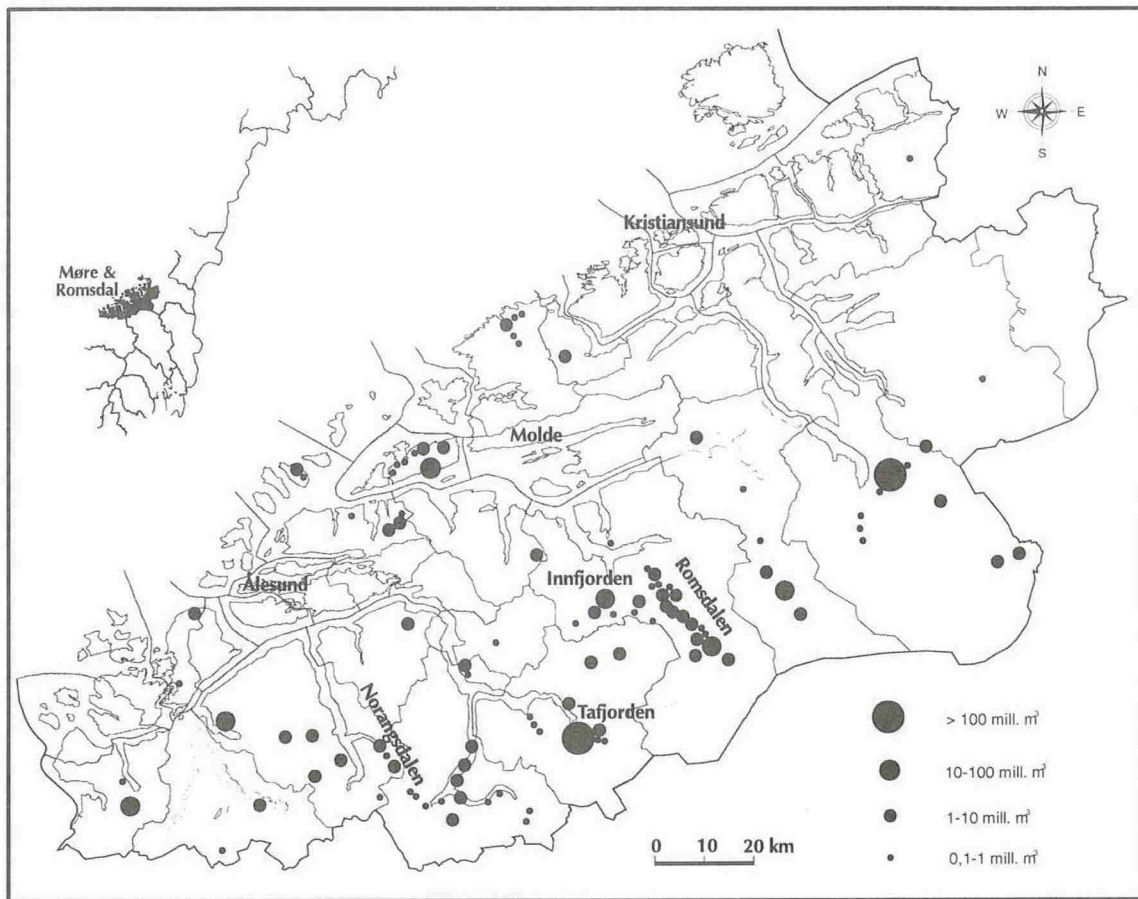 N
W E
S
Kristiansund
Møre &
Romsdal
Molde
Ålesund
Innfjorden
Romsdalen
Norangsdalen
Tafjorden
> 100 mill. m³
10-100 mill. m³
1-10 mill. m³
0,1-1 mill. m³
0 10 20 km